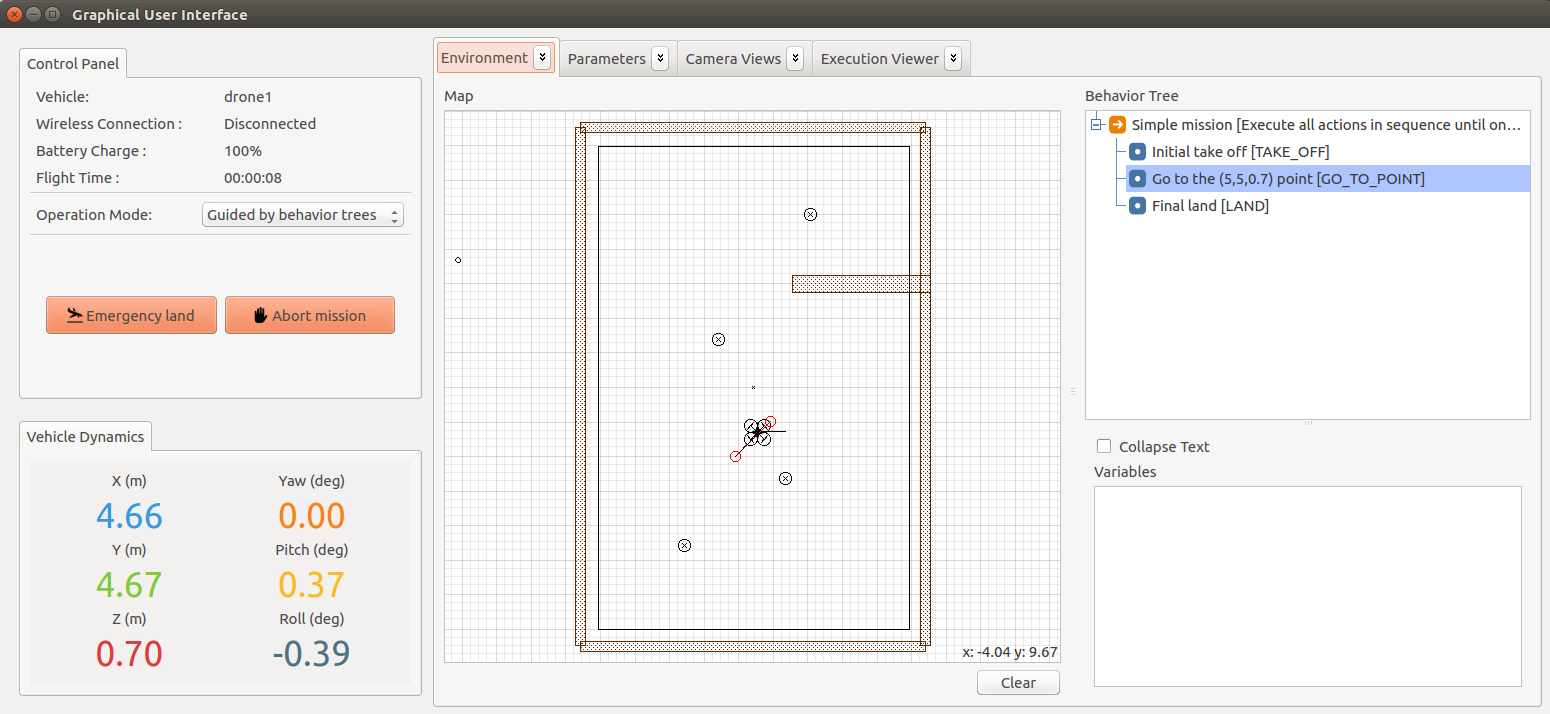 Graphical User Interface
Control Panel
Vehicle: drone1
Wireless Connection : Disconnected
Battery Charge : 100%
Flight Time : 00:00:08
Operation Mode: Guided by behavior trees
Emergency land Abort mission
Vehicle Dynamics
X (m) Yaw (deg)
4.66 0.00
Y (m) Pitch (deg)
4.67 0.37
Z (m) Roll (deg)
0.70 -0.39
Environment Parameters Camera Views Execution Viewer
Map
x: -4.04 y: 9.67
Clear
Behavior Tree
Simple mission [Execute all actions in sequence until on...
Initial take off [TAKE_OFF]
Go to the (5,5,0.7) point [GO_TO_POINT]
Final land [LAND]
Collapse Text
Variables